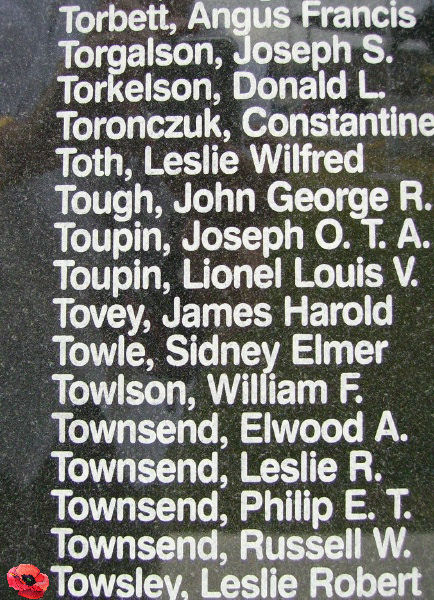 Torbett, Angus Francis
Torgalson, Joseph S.
Torkelson, Donald L.
Toronczuk, Constantine
Toth, Leslie Wilfred
Tough, John George R.
Toupin, Joseph O. T. A.
Toupin, Lionel Louis V.
Tovey, James Harold
Towle, Sidney Elmer
Towlson, William F.
Townsend, Elwood A.
Townsend, Leslie R.
Townsend, Philip E. T.
Townsend, Russell W.
Towsley, Leslie Robert